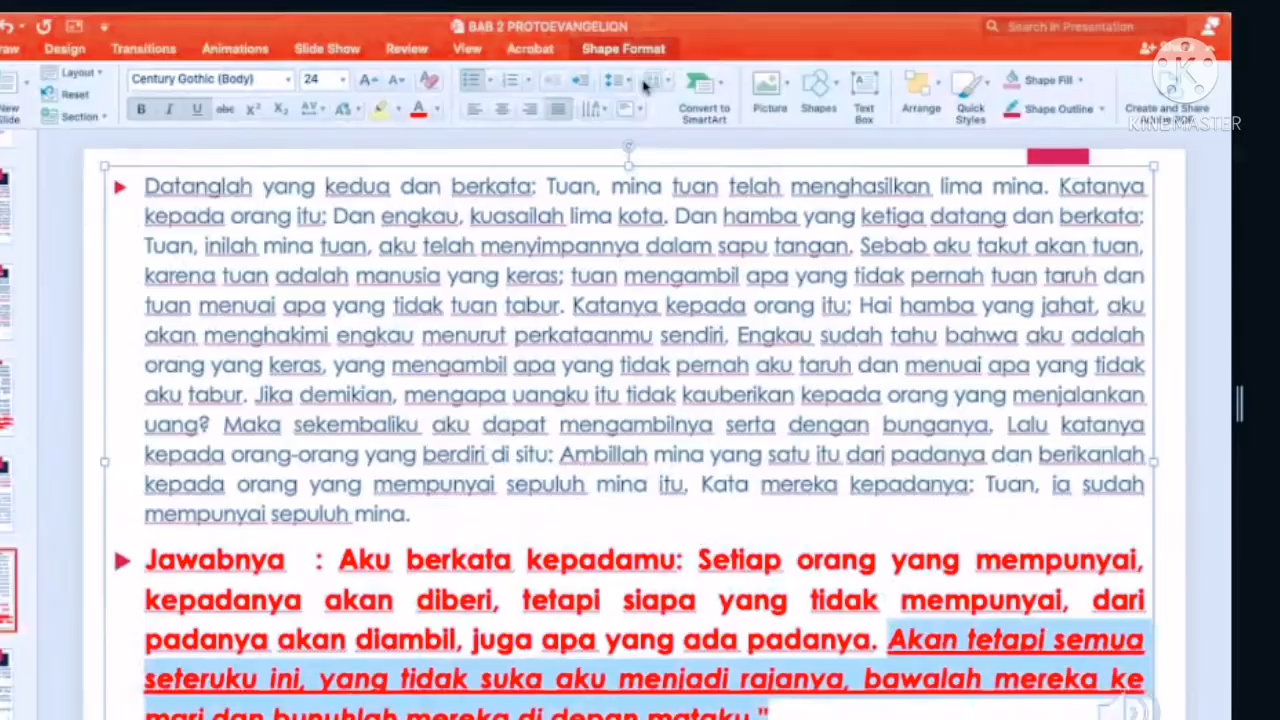 BAB 2 PROTOEVANGELION
Search in Presentation
raw Design Transitions Animations Slide Show Review View Acrobat Shape Format
Share
New Slide
Layout
Reset
Section
Century Gothic (Body) 24
Convert to SmartArt
Picture
Shapes
Text Box
Arrange
Quick Styles
Shape Fill
Shape Outline
Create and Share Adobe PDF
KINEMASTER
Datanglah yang kedua dan berkata: Tuan, mina tuan telah menghasilkan lima mina. Katanya
kepada orang itu; Dan engkau, kuasailah lima kota. Dan hamba yang ketiga datang dan berkata:
Tuan, inilah mina tuan, aku telah menyimpannya dalam sapu tangan. Sebab aku takut akan tuan,
karena tuan adalah manusia yang keras; tuan mengambil apa yang tidak pernah tuan taruh dan
tuan menuai apa yang tidak tuan tabur. Katanya kepada orang itu; Hai hamba yang jahat, aku
akan menghakimi engkau menurut perkataanmu sendiri. Engkau sudah tahu bahwa aku adalah
orang yang keras, yang mengambil apa yang tidak pernah aku taruh dan menuai apa yang tidak
aku tabur. Jika demikian, mengapa uangku itu tidak kauberikan kepada orang yang menjalankan
uang? Maka sekembaliku aku dapat mengambilnya serta dengan bunganya. Lalu katanya
kepada orang-orang yang berdiri di situ: Ambillah mina yang satu itu dari padanya dan berikanlah
kepada orang yang mempunyai sepuluh mina itu. Kata mereka kepadanya: Tuan, ia sudah
mempunyai sepuluh mina.
Jawabnya : Aku berkata kepadamu: Setiap orang yang mempunyai,
kepadanya akan diberi, tetapi siapa yang tidak mempunyai, dari
padanya akan diambil, juga apa yang ada padanya. Akan tetapi semua
seteruku ini, yang tidak suka aku menjadi rajanya, bawalah mereka ke
mari dan bunuhlah mereka di depan mataku."